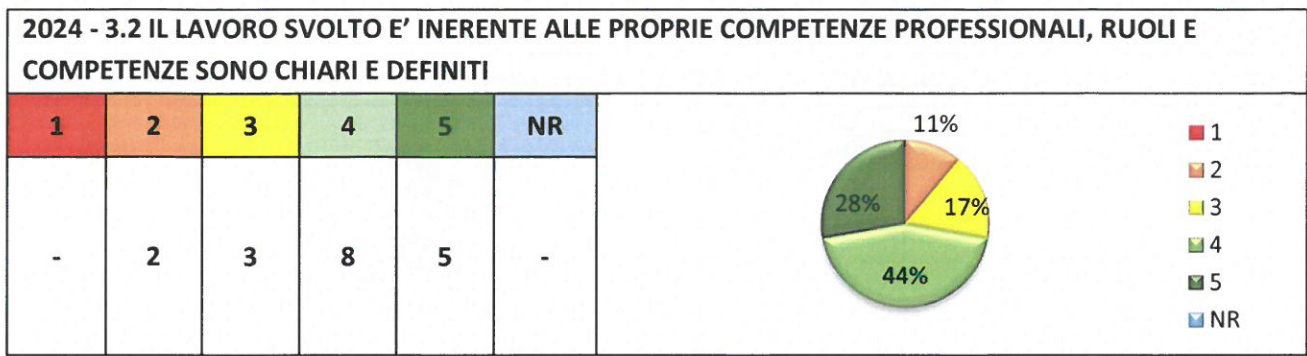 2024 - 3.2 IL LAVORO SVOLTO E’ INERENTE ALLE PROPRIE COMPETENZE PROFESSIONALI, RUOLI E
COMPETENZE SONO CHIARI E DEFINITI
1 2 3 4 5 NR
- 2 3 8 5 -
11%
17%
28%
44%
1
2
3
4
5
NR